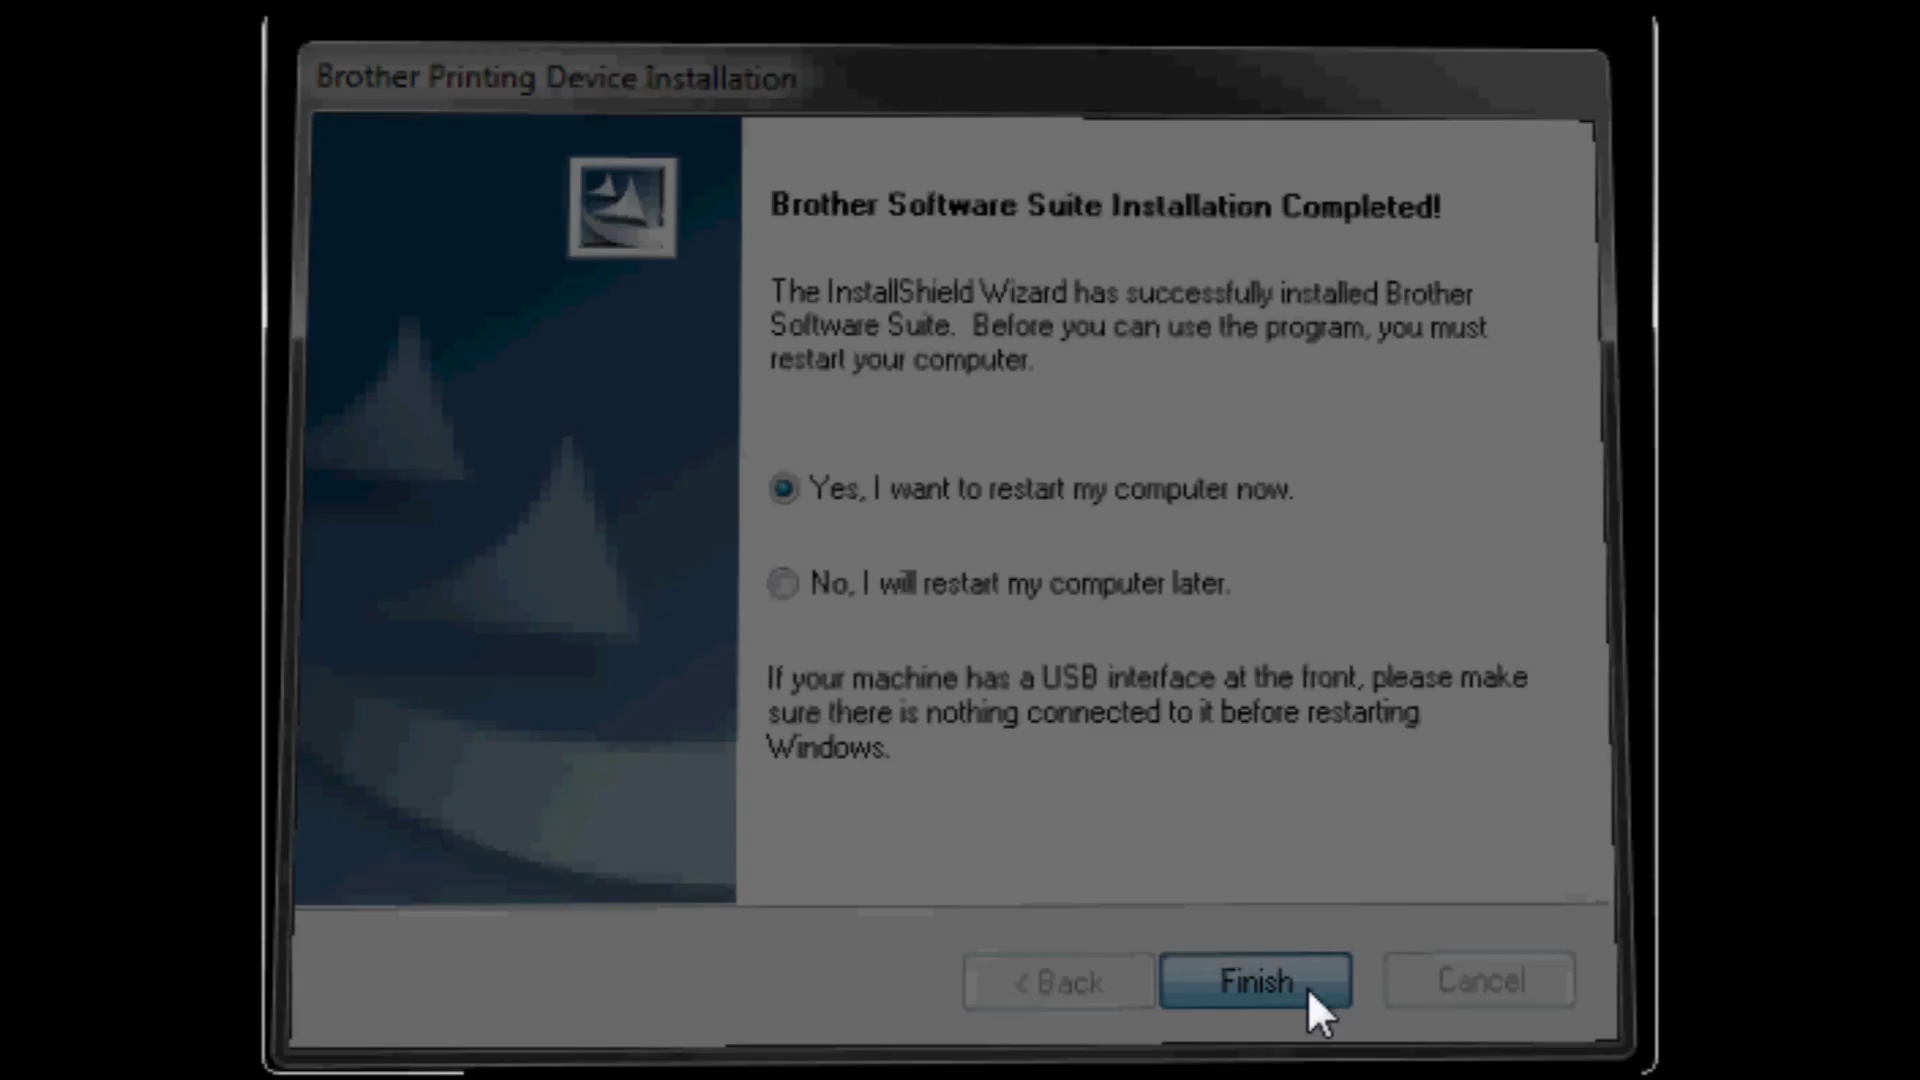 Brother Printing Device Installation
Brother Software Suite Installation Completed!
The InstallShield Wizard has successfully installed Brother
Software Suite.  Before you can use the program, you must
restart your computer.
Yes, I want to restart my computer now.
No, I will restart my computer later.
If your machine has a USB interface at the front, please make
sure there is nothing connected to it before restarting
Windows.
< Back
Finish
Cancel